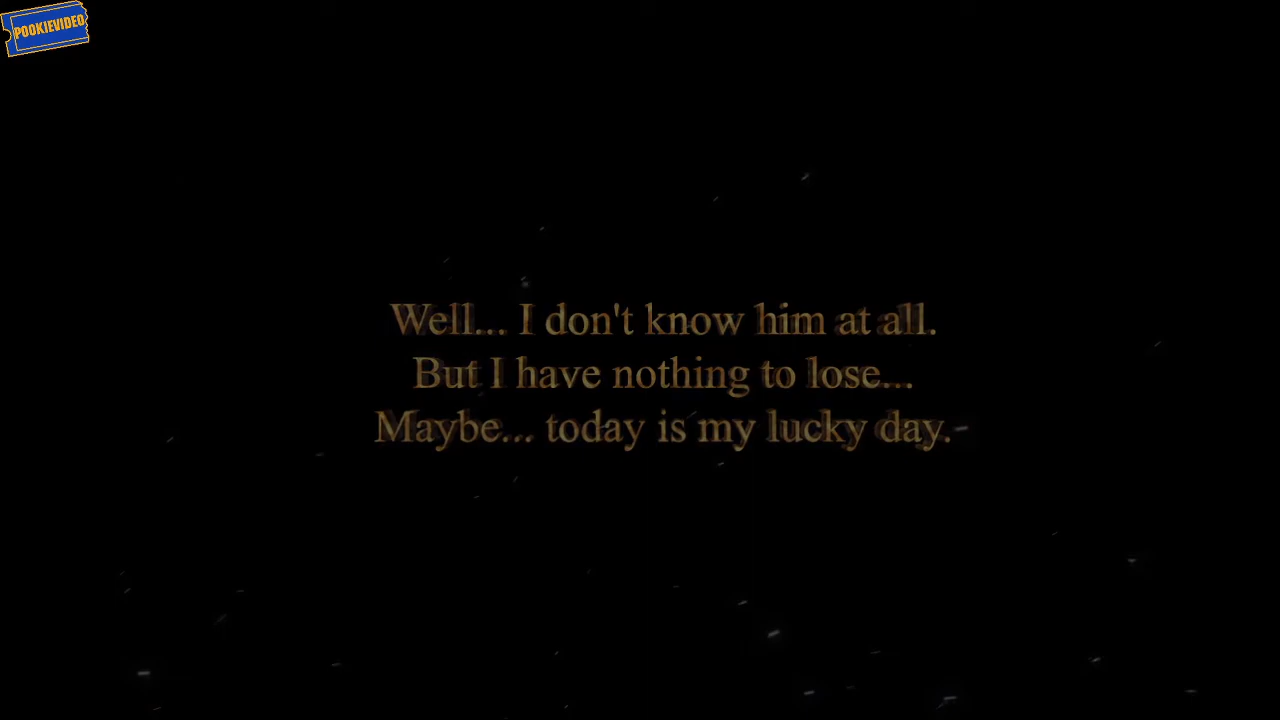 POOKIEVIDEO
Well... I don't know him at all.
But I have nothing to lose...
Maybe... today is my lucky day.